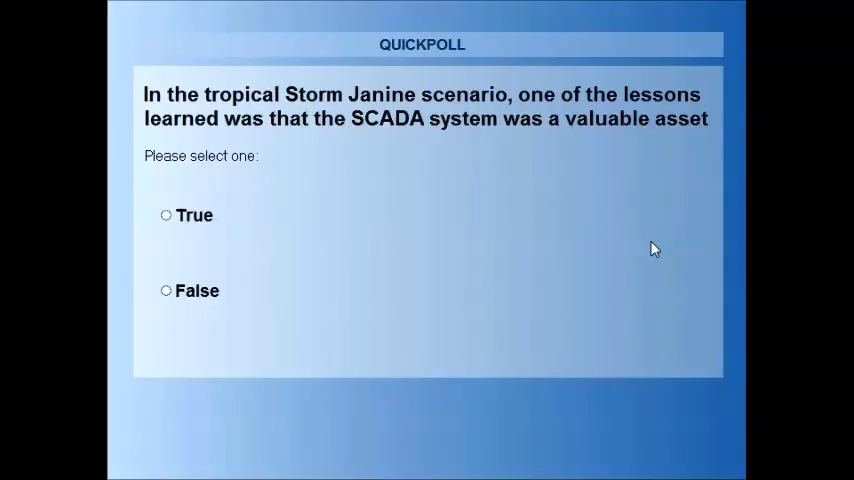 QUICKPOLL
In the tropical Storm Janine scenario, one of the lessons
learned was that the SCADA system was a valuable asset
Please select one:
True
False